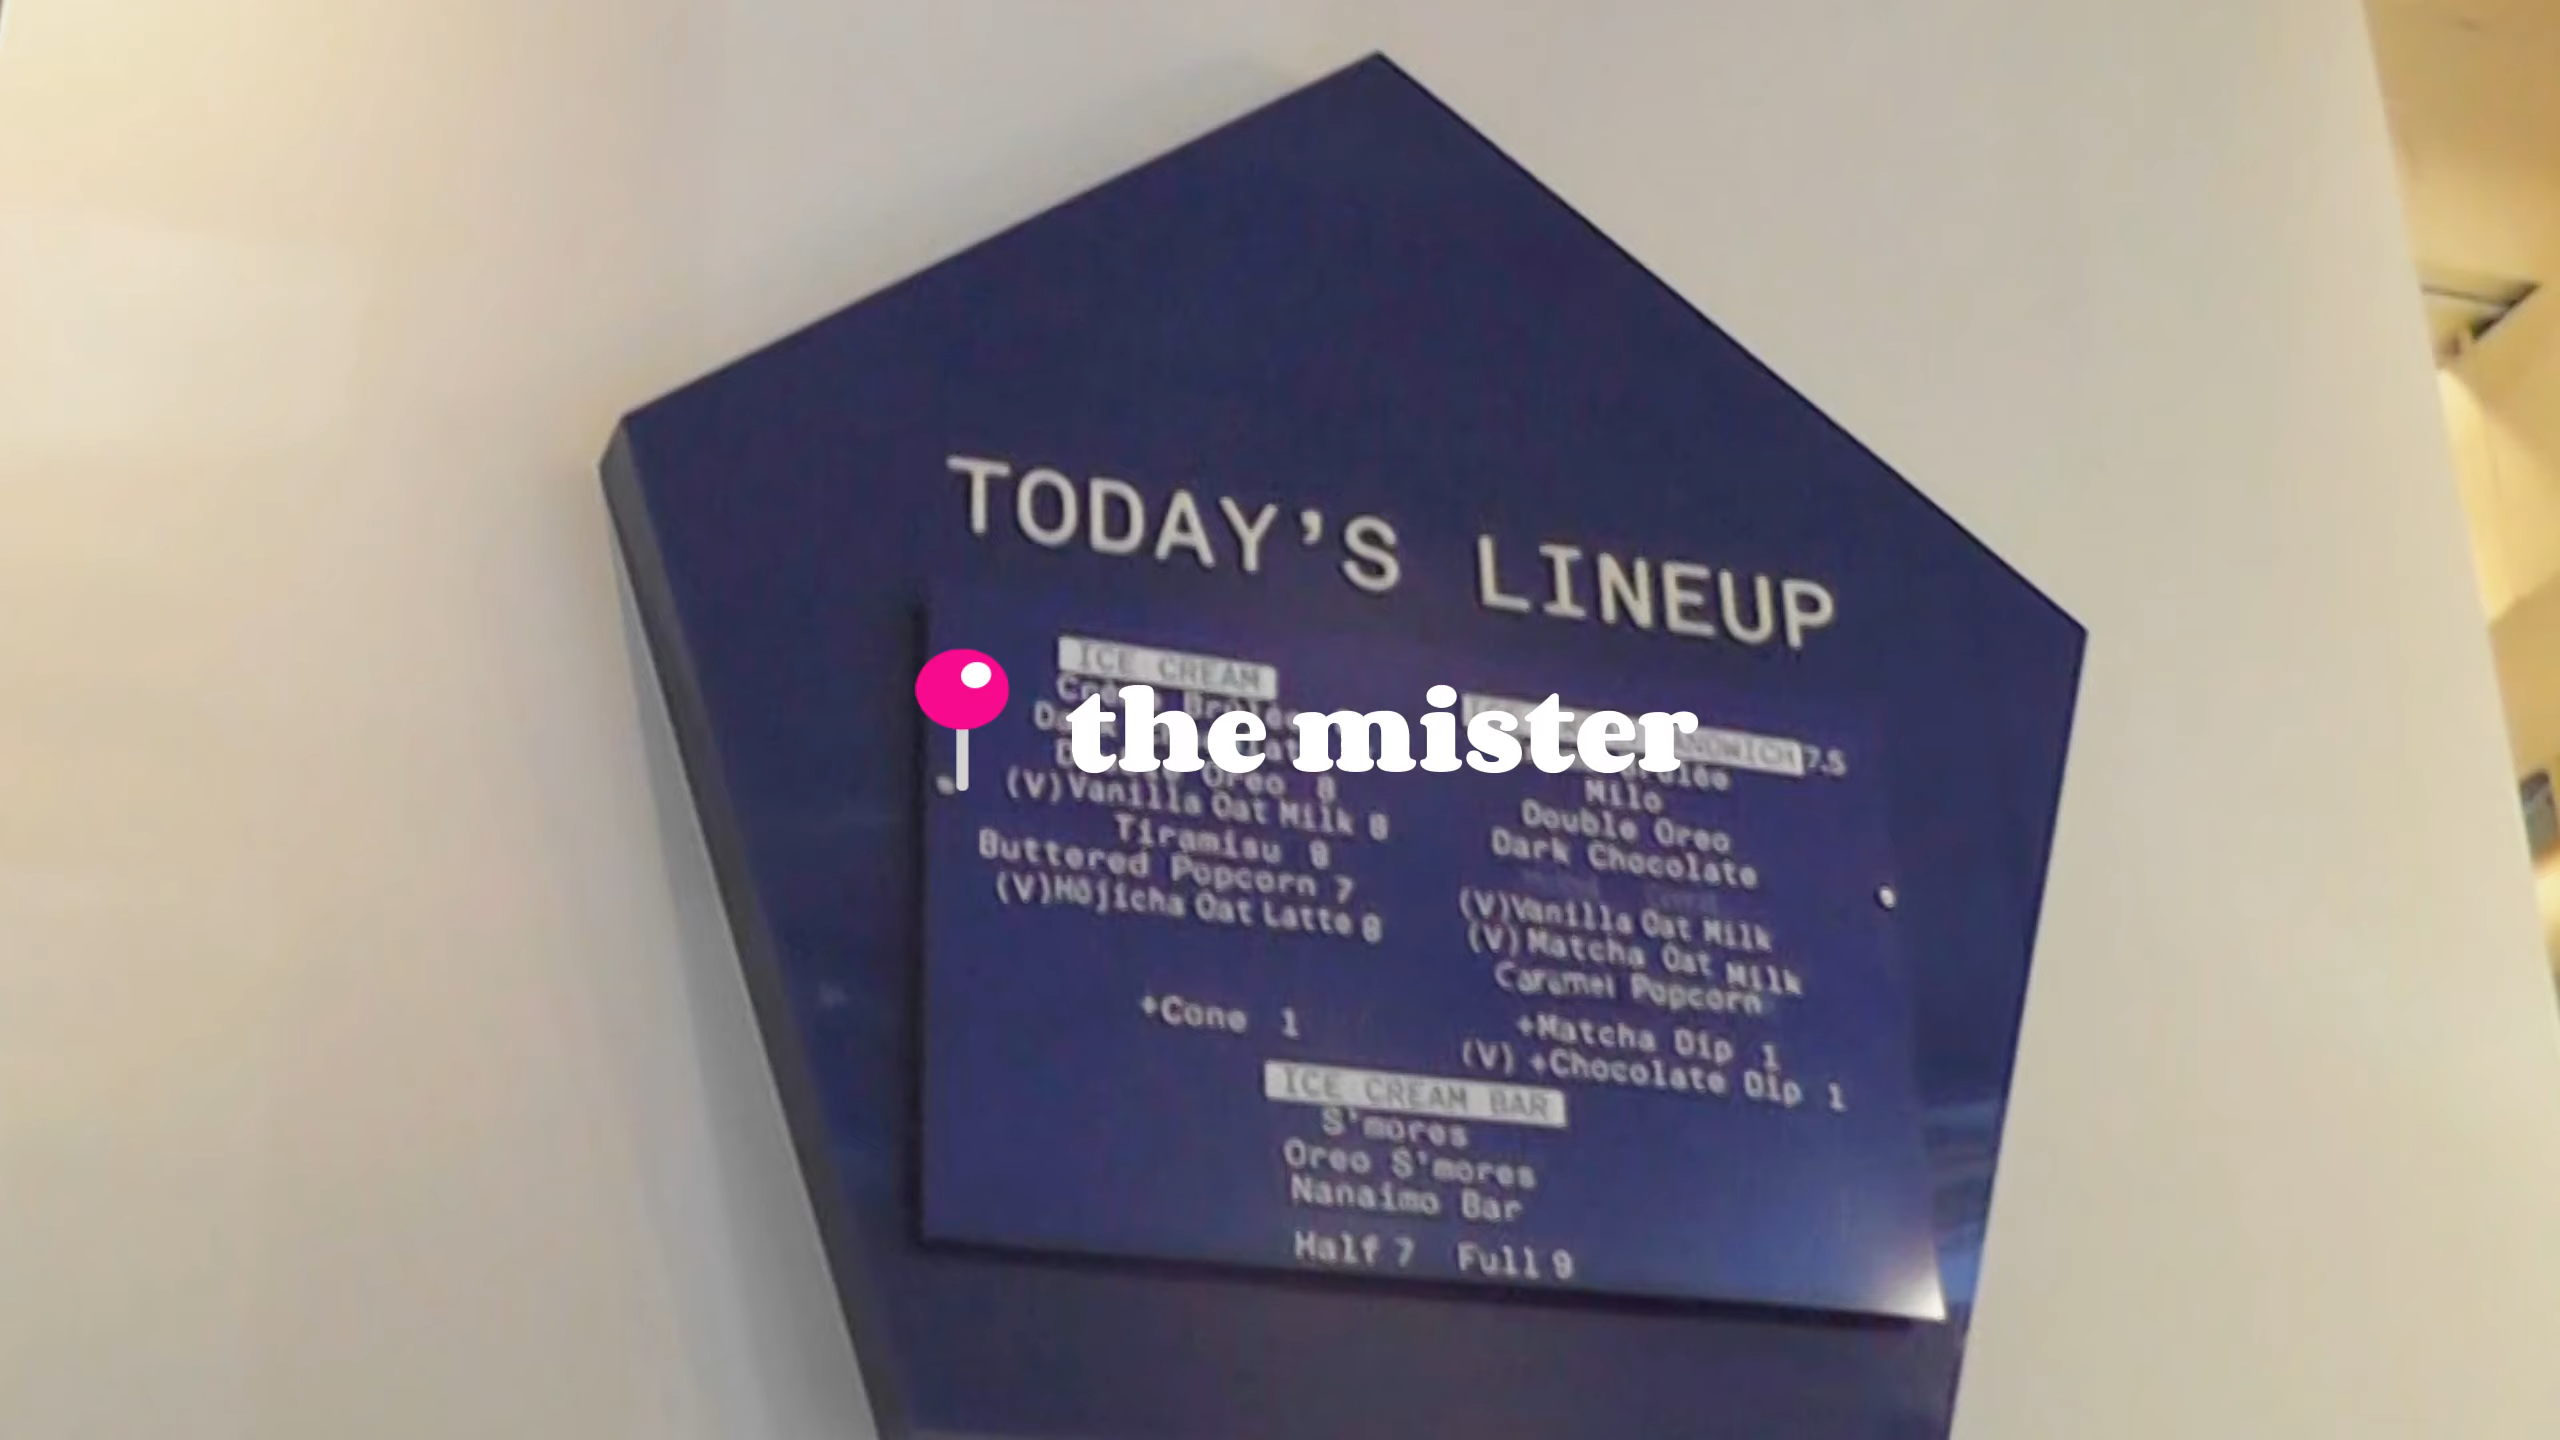 TODAY'S LINEUP
ICE CREAM
Oreo 8
(V)Vanilla Oat Milk 8
Tiramisu 8
Buttered Popcorn 7
(V)Hōjicha Oat Latte 8
+Cone 1
the mister
7.5
Milo
Double Oreo
Dark Chocolate
(V)Vanilla Oat Milk
(V)Matcha Oat Milk
Caramel Popcorn
+Matcha Dip 1
(V) +Chocolate Dip 1
ICE CREAM BAR
S'mores
Oreo S'mores
Nanaimo Bar
Half 7 Full 9